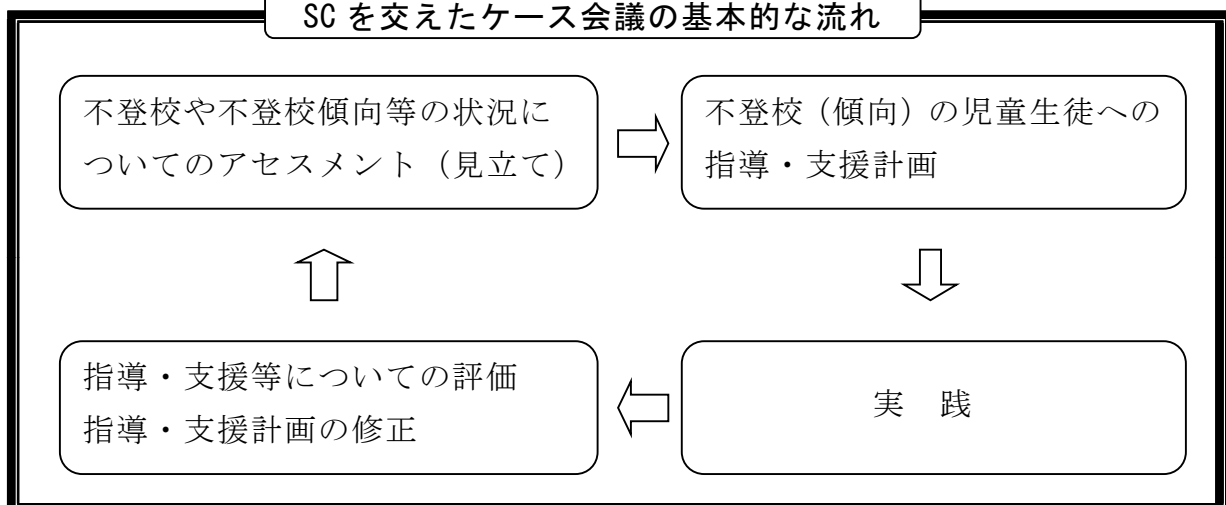 SCを交えたケース会議の基本的な流れ
不登校や不登校傾向等の状況に
ついてのアセスメント（見立て）
不登校（傾向）の児童生徒への
指導・支援計画
指導・支援等についての評価
指導・支援計画の修正
実　践